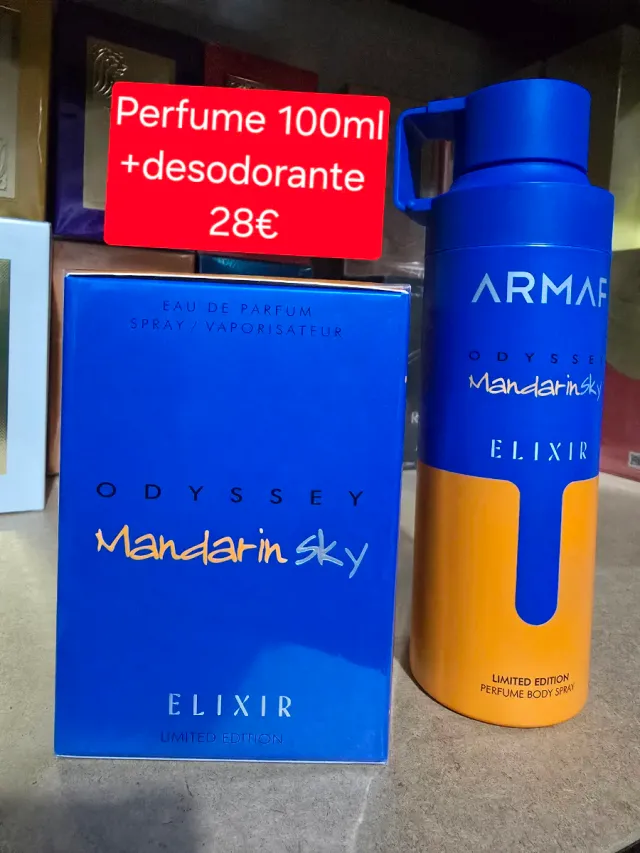 Perfume 100ml
+desodorante
28€
EAU DE PARFUM
SPRAY / VAPORISATEUR
ODYSSEY
Mandarin Sky
ELIXIR
LIMITED EDITION
ARMAF
ODYSSEY
Mandarin Sky
ELIXIR
LIMITED EDITION
PERFUME BODY SPRAY